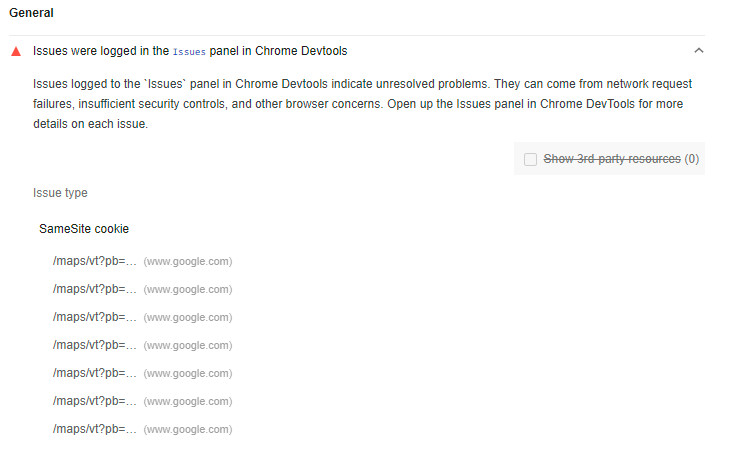 General
Issues were logged in the Issues panel in Chrome Devtools
Issues logged to the `Issues` panel in Chrome Devtools indicate unresolved problems. They can come from network request
failures, insufficient security controls, and other browser concerns. Open up the Issues panel in Chrome DevTools for more
details on each issue.
Show 3rd-party resources (0)
Issue type
SameSite cookie
/maps/vt?pb=… (www.google.com)
/maps/vt?pb=… (www.google.com)
/maps/vt?pb=… (www.google.com)
/maps/vt?pb=… (www.google.com)
/maps/vt?pb=… (www.google.com)
/maps/vt?pb=… (www.google.com)
/maps/vt?pb=… (www.google.com)